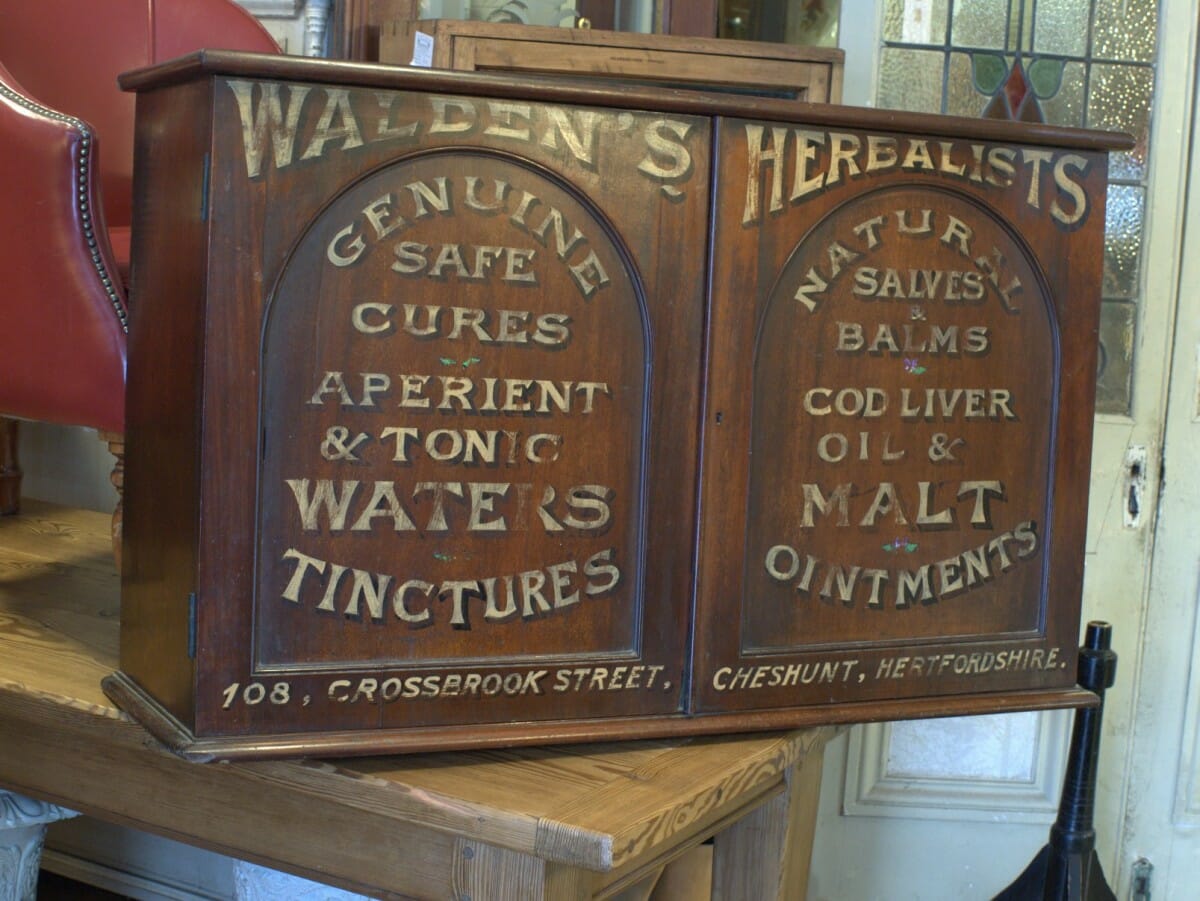 WALDEN'S
GENUINE
SAFE
CURES
APERIENT
& TONIC
WATERS
TINCTURES
108, CROSSBROOK STREET,
HERBALISTS
NATURAL
SALVES
&
BALMS
COD LIVER
OIL &
MALT
OINTMENTS
CHESHUNT, HERTFORDSHIRE.